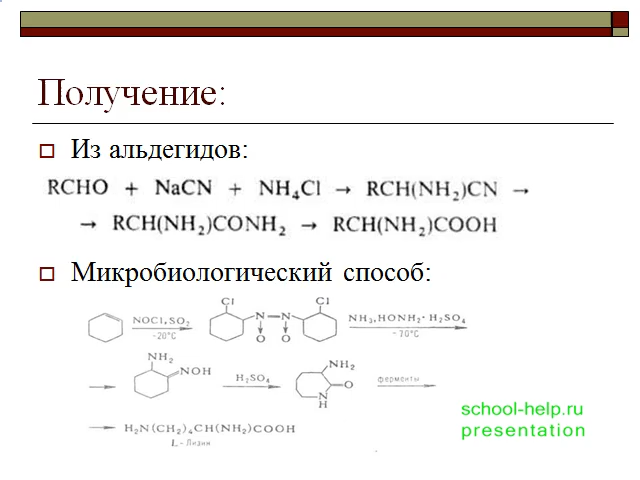 Получение:
Из альдегидов:
RCHO + NaCN + NH₄Cl → RCH(NH₂)CN →
→ RCH(NH₂)CONH₂ → RCH(NH₂)COOH
Микробиологический способ:
Cl Cl
NOCl,SO₂ N—N NH₃,HONH₂·H₂SO₄
-20°C O O -70°C
NH₂
NOH H₂SO₄ NH₂ ферменты
O
N
H
school-help.ru
presentation
H₂N(CH₂)₄CH(NH₂)COOH
L-Лизин